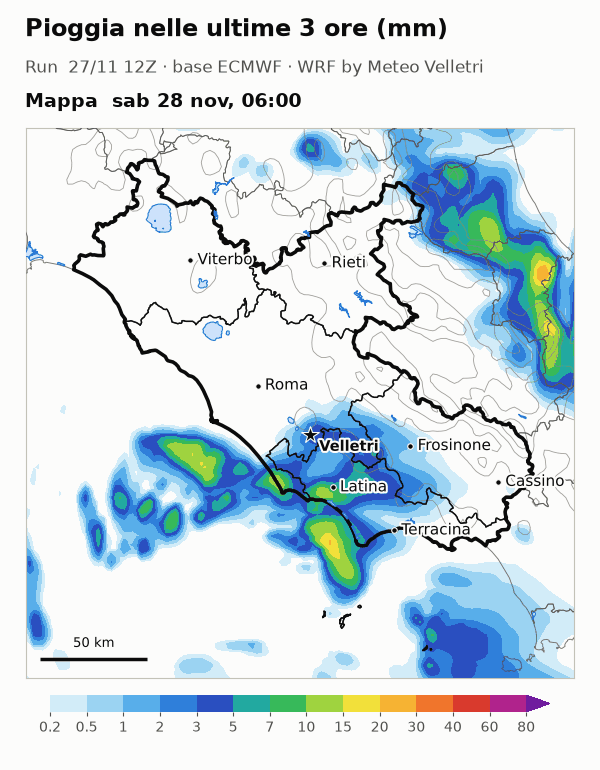 Pioggia nelle ultime 3 ore (mm)
Run  27/11 12Z · base ECMWF · WRF by Meteo Velletri
Mappa  sab 28 nov, 06:00
Viterbo
Rieti
Roma
Velletri
Frosinone
Latina
Cassino
Terracina
50 km
0.2 0.5 1 2 3 5 7 10 15 20 30 40 60 80